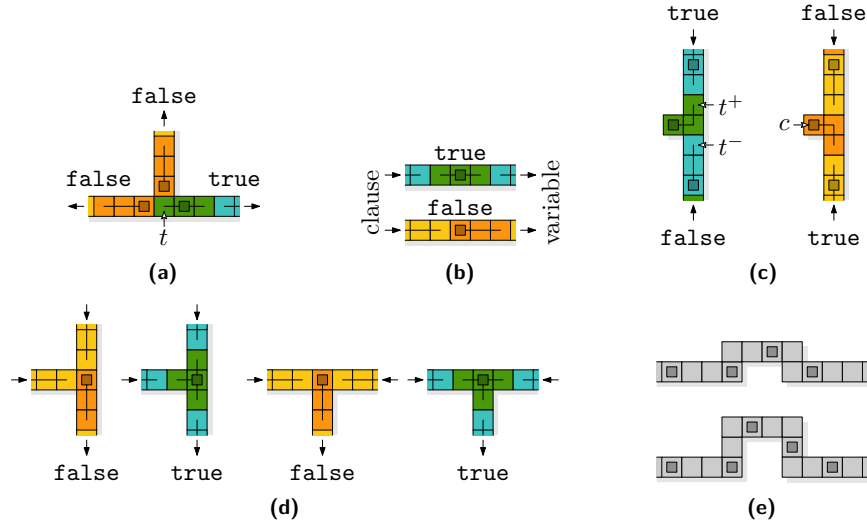 false
false
true
t
(a)
true
false
clause
variable
(b)
true
false
t+
c
t−
false
true
(c)
false
true
false
true
(d)
(e)